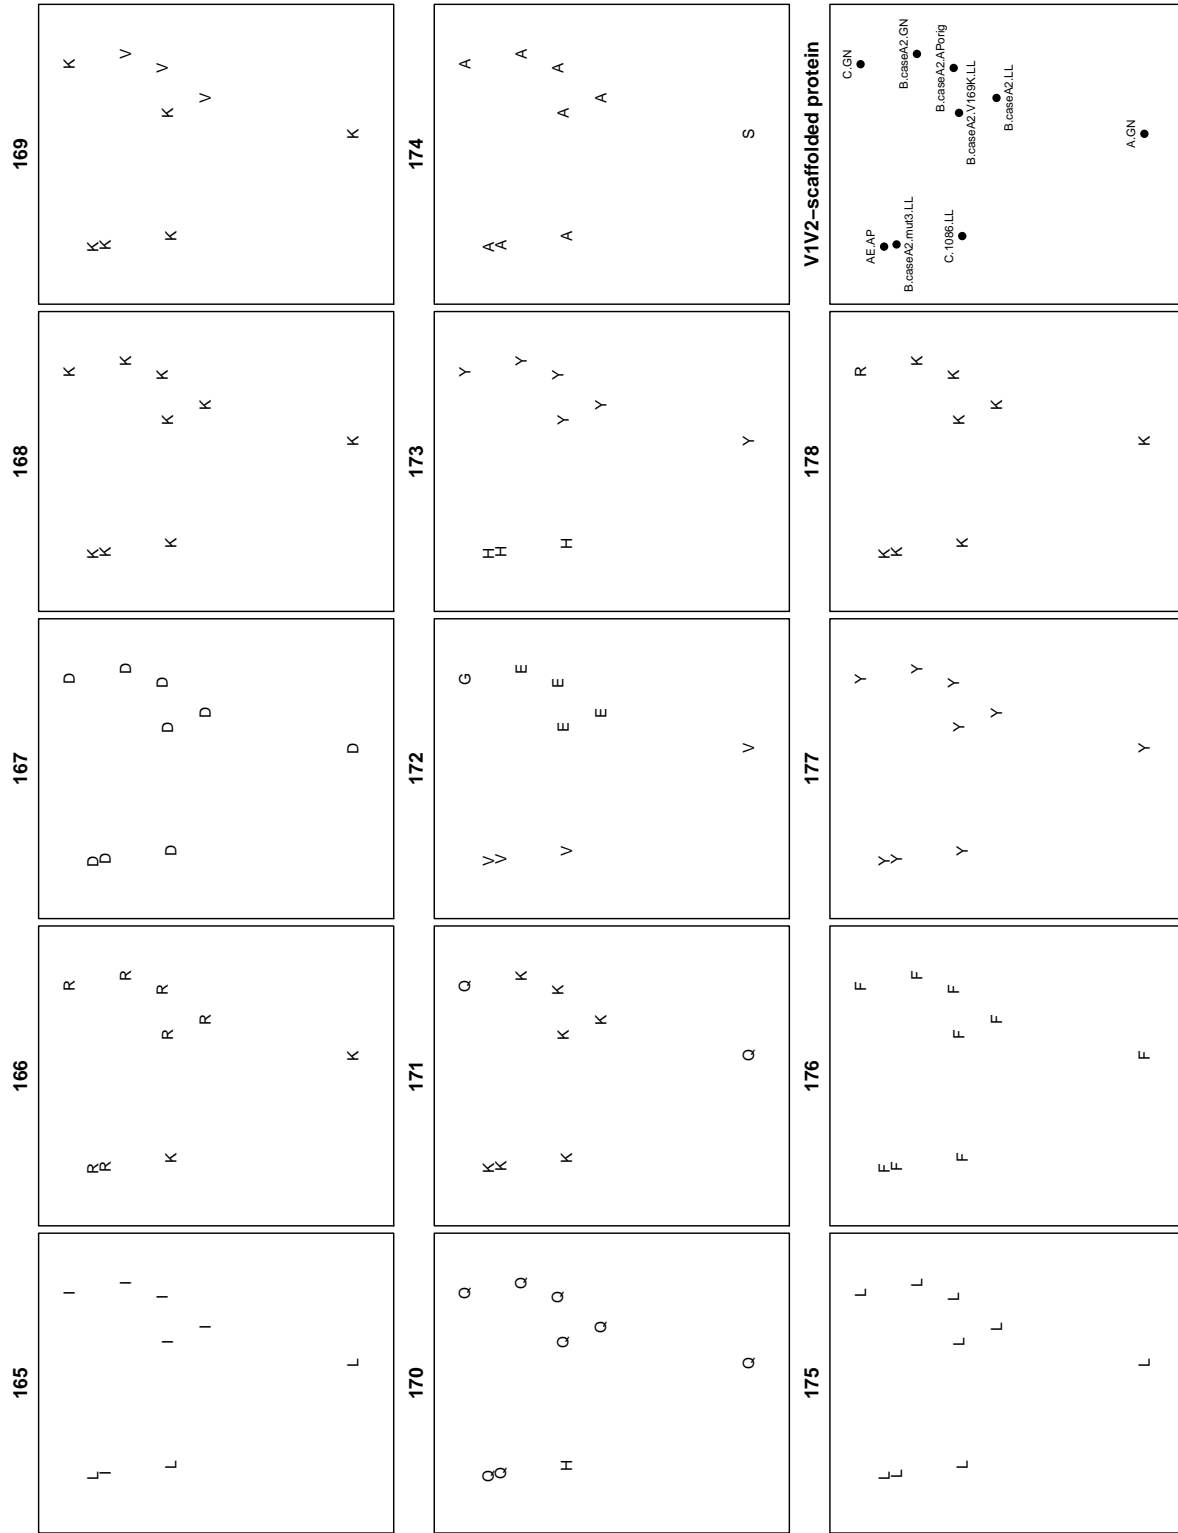 165
I
L
I
I
I
I
L
I
L
166
R
R
R
R
R
R
K
R
K
167
D
D
D
D
D
D
D
D
D
168
K
K
K
K
K
K
K
K
K
169
K
K
K
V
V
K
K
V
K
170
Q
Q
Q
Q
Q
Q
H
Q
Q
171
Q
K
K
K
K
K
K
K
Q
172
G
V
V
E
E
E
V
E
V
173
Y
H
H
Y
Y
Y
H
Y
Y
174
A
A
A
A
A
A
A
A
S
175
L
L
L
L
L
L
L
L
L
176
F
F
F
F
F
F
F
F
F
177
Y
Y
Y
Y
Y
Y
Y
Y
Y
178
R
K
K
K
K
K
K
K
K
V1V2−scaffolded protein
C.GN
AE.AP
B.caseA2.GN
B.caseA2.mut3.LL
B.caseA2.APorig
C.1086.LL
B.caseA2.V169K.LL
B.caseA2.LL
A.GN